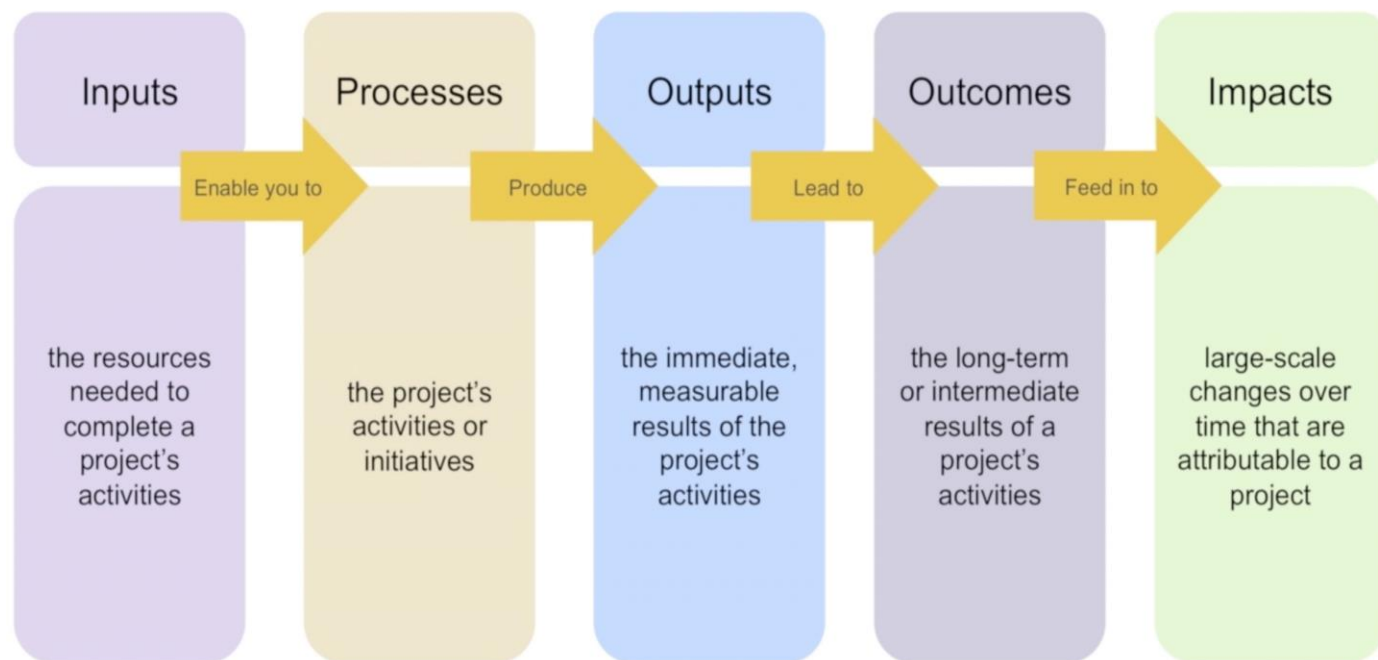 Inputs
Processes
Outputs
Outcomes
Impacts
Enable you to
Produce
Lead to
Feed in to
the resources
needed to
complete a
project's
activities
the project's
activities or
initiatives
the immediate,
measurable
results of the
project's
activities
the long-term
or intermediate
results of a
project's
activities
large-scale
changes over
time that are
attributable to a
project